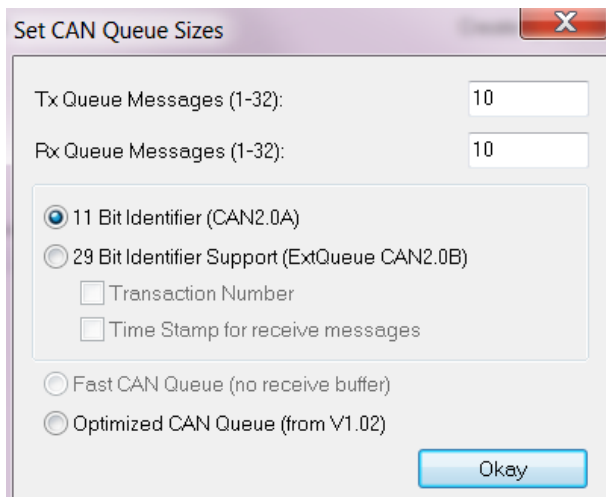 Set CAN Queue Sizes
Tx Queue Messages (1-32): 10
Rx Queue Messages (1-32): 10
11 Bit Identifier (CAN2.0A)
29 Bit Identifier Support (ExtQueue CAN2.0B)
Transaction Number
Time Stamp for receive messages
Fast CAN Queue (no receive buffer)
Optimized CAN Queue (from V1.02)
Okay